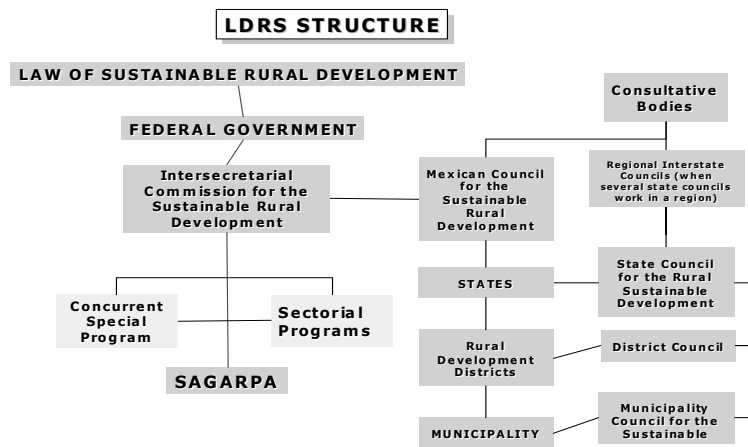 LDRS STRUCTURE
LAW OF SUSTAINABLE RURAL DEVELOPMENT
FEDERAL GOVERNMENT
Intersecretarial
Commission for the
Sustainable Rural
Development
Concurrent
Special
Program
Sectorial
Programs
SAGARPA
Consultative
Bodies
Mexican Council
for the
Sustainable
Rural
Development
Regional Interstate
Councils (when
several state councils
work in a region)
STATES
State Council
for the Rural
Sustainable
Development
Rural
Development
Districts
District Council
MUNICIPALITY
Municipality
Council for the
Sustainable